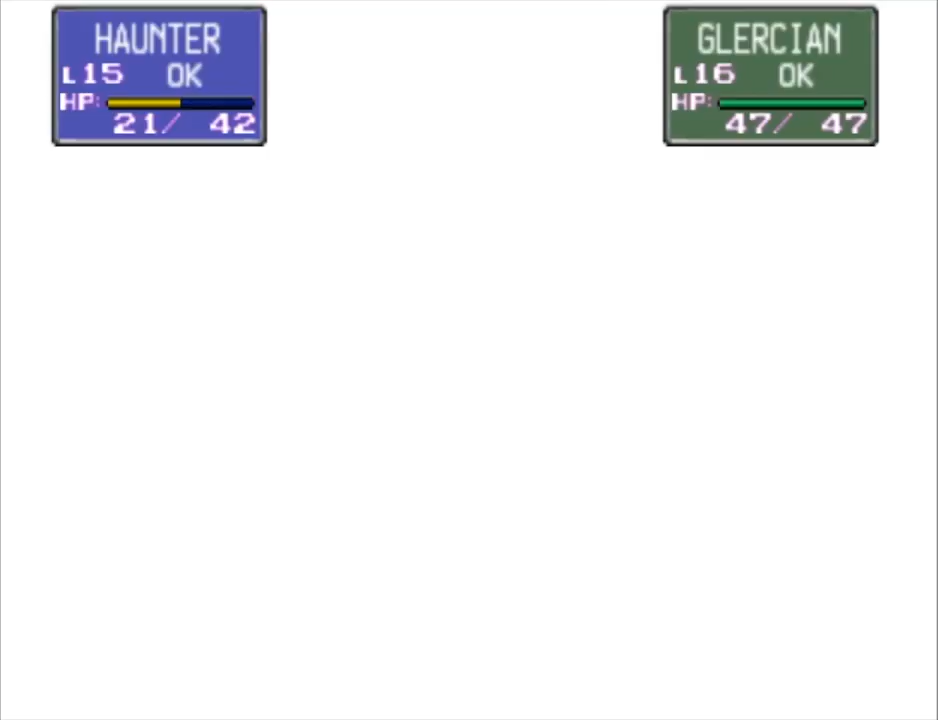 HAUNTER
L15 OK
HP:
21/ 42
GLERCIAN
L16 OK
HP:
47/ 47